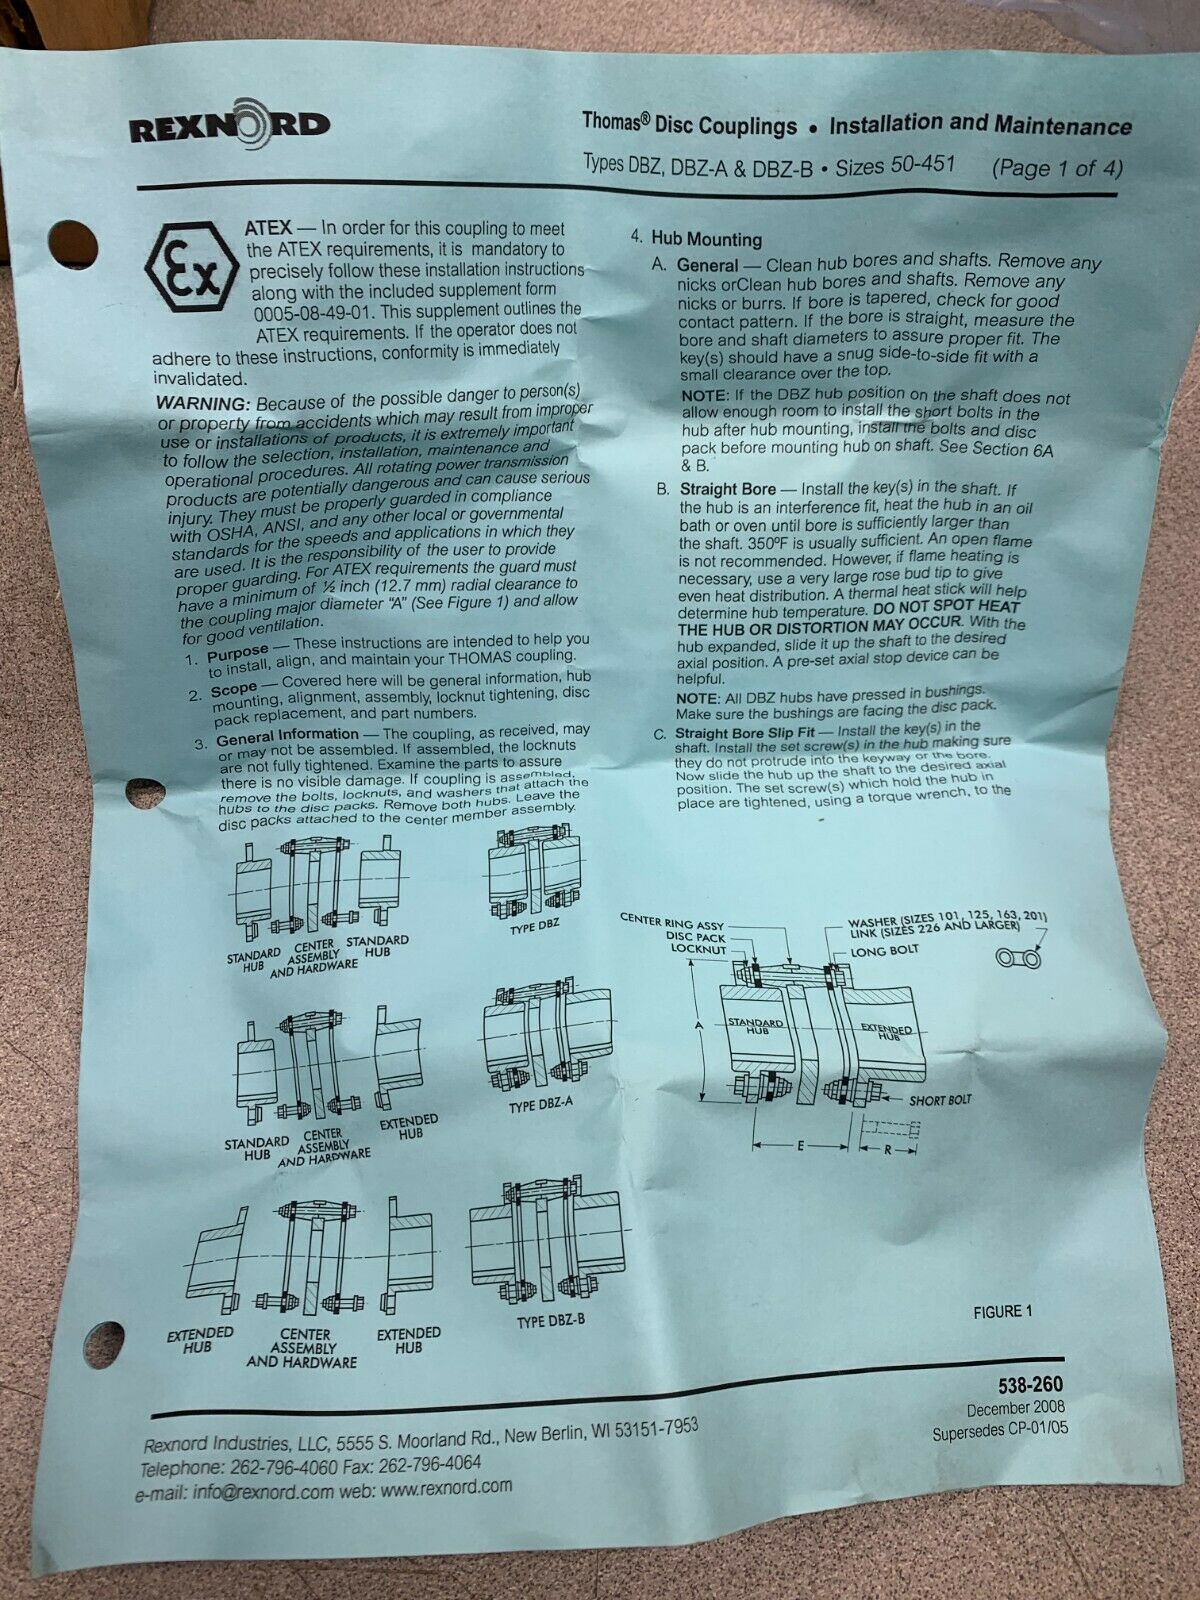 REXNORD
Thomas® Disc Couplings • Installation and Maintenance
Types DBZ, DBZ-A & DBZ-B • Sizes 50-451 (Page 1 of 4)
Ex
ATEX — In order for this coupling to meet
the ATEX requirements, it is mandatory to
precisely follow these installation instructions
along with the included supplement form
0005-08-49-01. This supplement outlines the
ATEX requirements. If the operator does not
adhere to these instructions, conformity is immediately
invalidated.
WARNING: Because of the possible danger to person(s)
or property from accidents which may result from improper
use or installations of products, it is extremely important
to follow the selection, installation, maintenance and
operational procedures. All rotating power transmission
products are potentially dangerous and can cause serious
injury. They must be properly guarded in compliance
with OSHA, ANSI, and any other local or governmental
standards for the speeds and applications in which they
are used. It is the responsibility of the user to provide
proper guarding. For ATEX requirements the guard must
have a minimum of ½ inch (12.7 mm) radial clearance to
the coupling major diameter "A" (See Figure 1) and allow
for good ventilation.
1. Purpose — These instructions are intended to help you
to install, align, and maintain your THOMAS coupling.
2. Scope — Covered here will be general information, hub
mounting, alignment, assembly, locknut tightening, disc
pack replacement, and part numbers.
3. General Information — The coupling, as received, may
or may not be assembled. If assembled, the locknuts
are not fully tightened. Examine the parts to assure
there is no visible damage. If coupling is assembled,
remove the bolts, locknuts, and washers that attach the
hubs to the disc packs. Remove both hubs. Leave the
disc packs attached to the center member assembly.
4. Hub Mounting
A. General — Clean hub bores and shafts. Remove any
nicks orClean hub bores and shafts. Remove any
nicks or burrs. If bore is tapered, check for good
contact pattern. If the bore is straight, measure the
bore and shaft diameters to assure proper fit. The
key(s) should have a snug side-to-side fit with a
small clearance over the top.
NOTE: If the DBZ hub position on the shaft does not
allow enough room to install the short bolts in the
hub after hub mounting, install the bolts and disc
pack before mounting hub on shaft. See Section 6A
& B.
B. Straight Bore — Install the key(s) in the shaft. If
the hub is an interference fit, heat the hub in an oil
bath or oven until bore is sufficiently larger than
the shaft. 350ºF is usually sufficient. An open flame
is not recommended. However, if flame heating is
necessary, use a very large rose bud tip to give
even heat distribution. A thermal heat stick will help
determine hub temperature. DO NOT SPOT HEAT
THE HUB OR DISTORTION MAY OCCUR. With the
hub expanded, slide it up the shaft to the desired
axial position. A pre-set axial stop device can be
helpful.
NOTE: All DBZ hubs have pressed in bushings.
Make sure the bushings are facing the disc pack.
C. Straight Bore Slip Fit — Install the key(s) in the
shaft. Install the set screw(s) in the hub making sure
they do not protrude into the keyway or the bore.
Now slide the hub up the shaft to the desired axial
position. The set screw(s) which hold the hub in
place are tightened, using a torque wrench, to the
STANDARD
HUB
CENTER
ASSEMBLY
AND HARDWARE
STANDARD
HUB
TYPE DBZ
STANDARD
HUB
CENTER
ASSEMBLY
AND HARDWARE
EXTENDED
HUB
TYPE DBZ-A
EXTENDED
HUB
CENTER
ASSEMBLY
AND HARDWARE
EXTENDED
HUB
TYPE DBZ-B
CENTER RING ASSY
DISC PACK
LOCKNUT
WASHER (SIZES 101, 125, 163, 201)
LINK (SIZES 226 AND LARGER)
LONG BOLT
A
STANDARD
HUB
EXTENDED
HUB
SHORT BOLT
E
R
FIGURE 1
538-260
December 2008
Supersedes CP-01/05
Rexnord Industries, LLC, 5555 S. Moorland Rd., New Berlin, WI 53151-7953
Telephone: 262-796-4060 Fax: 262-796-4064
e-mail: info@rexnord.com web: www.rexnord.com